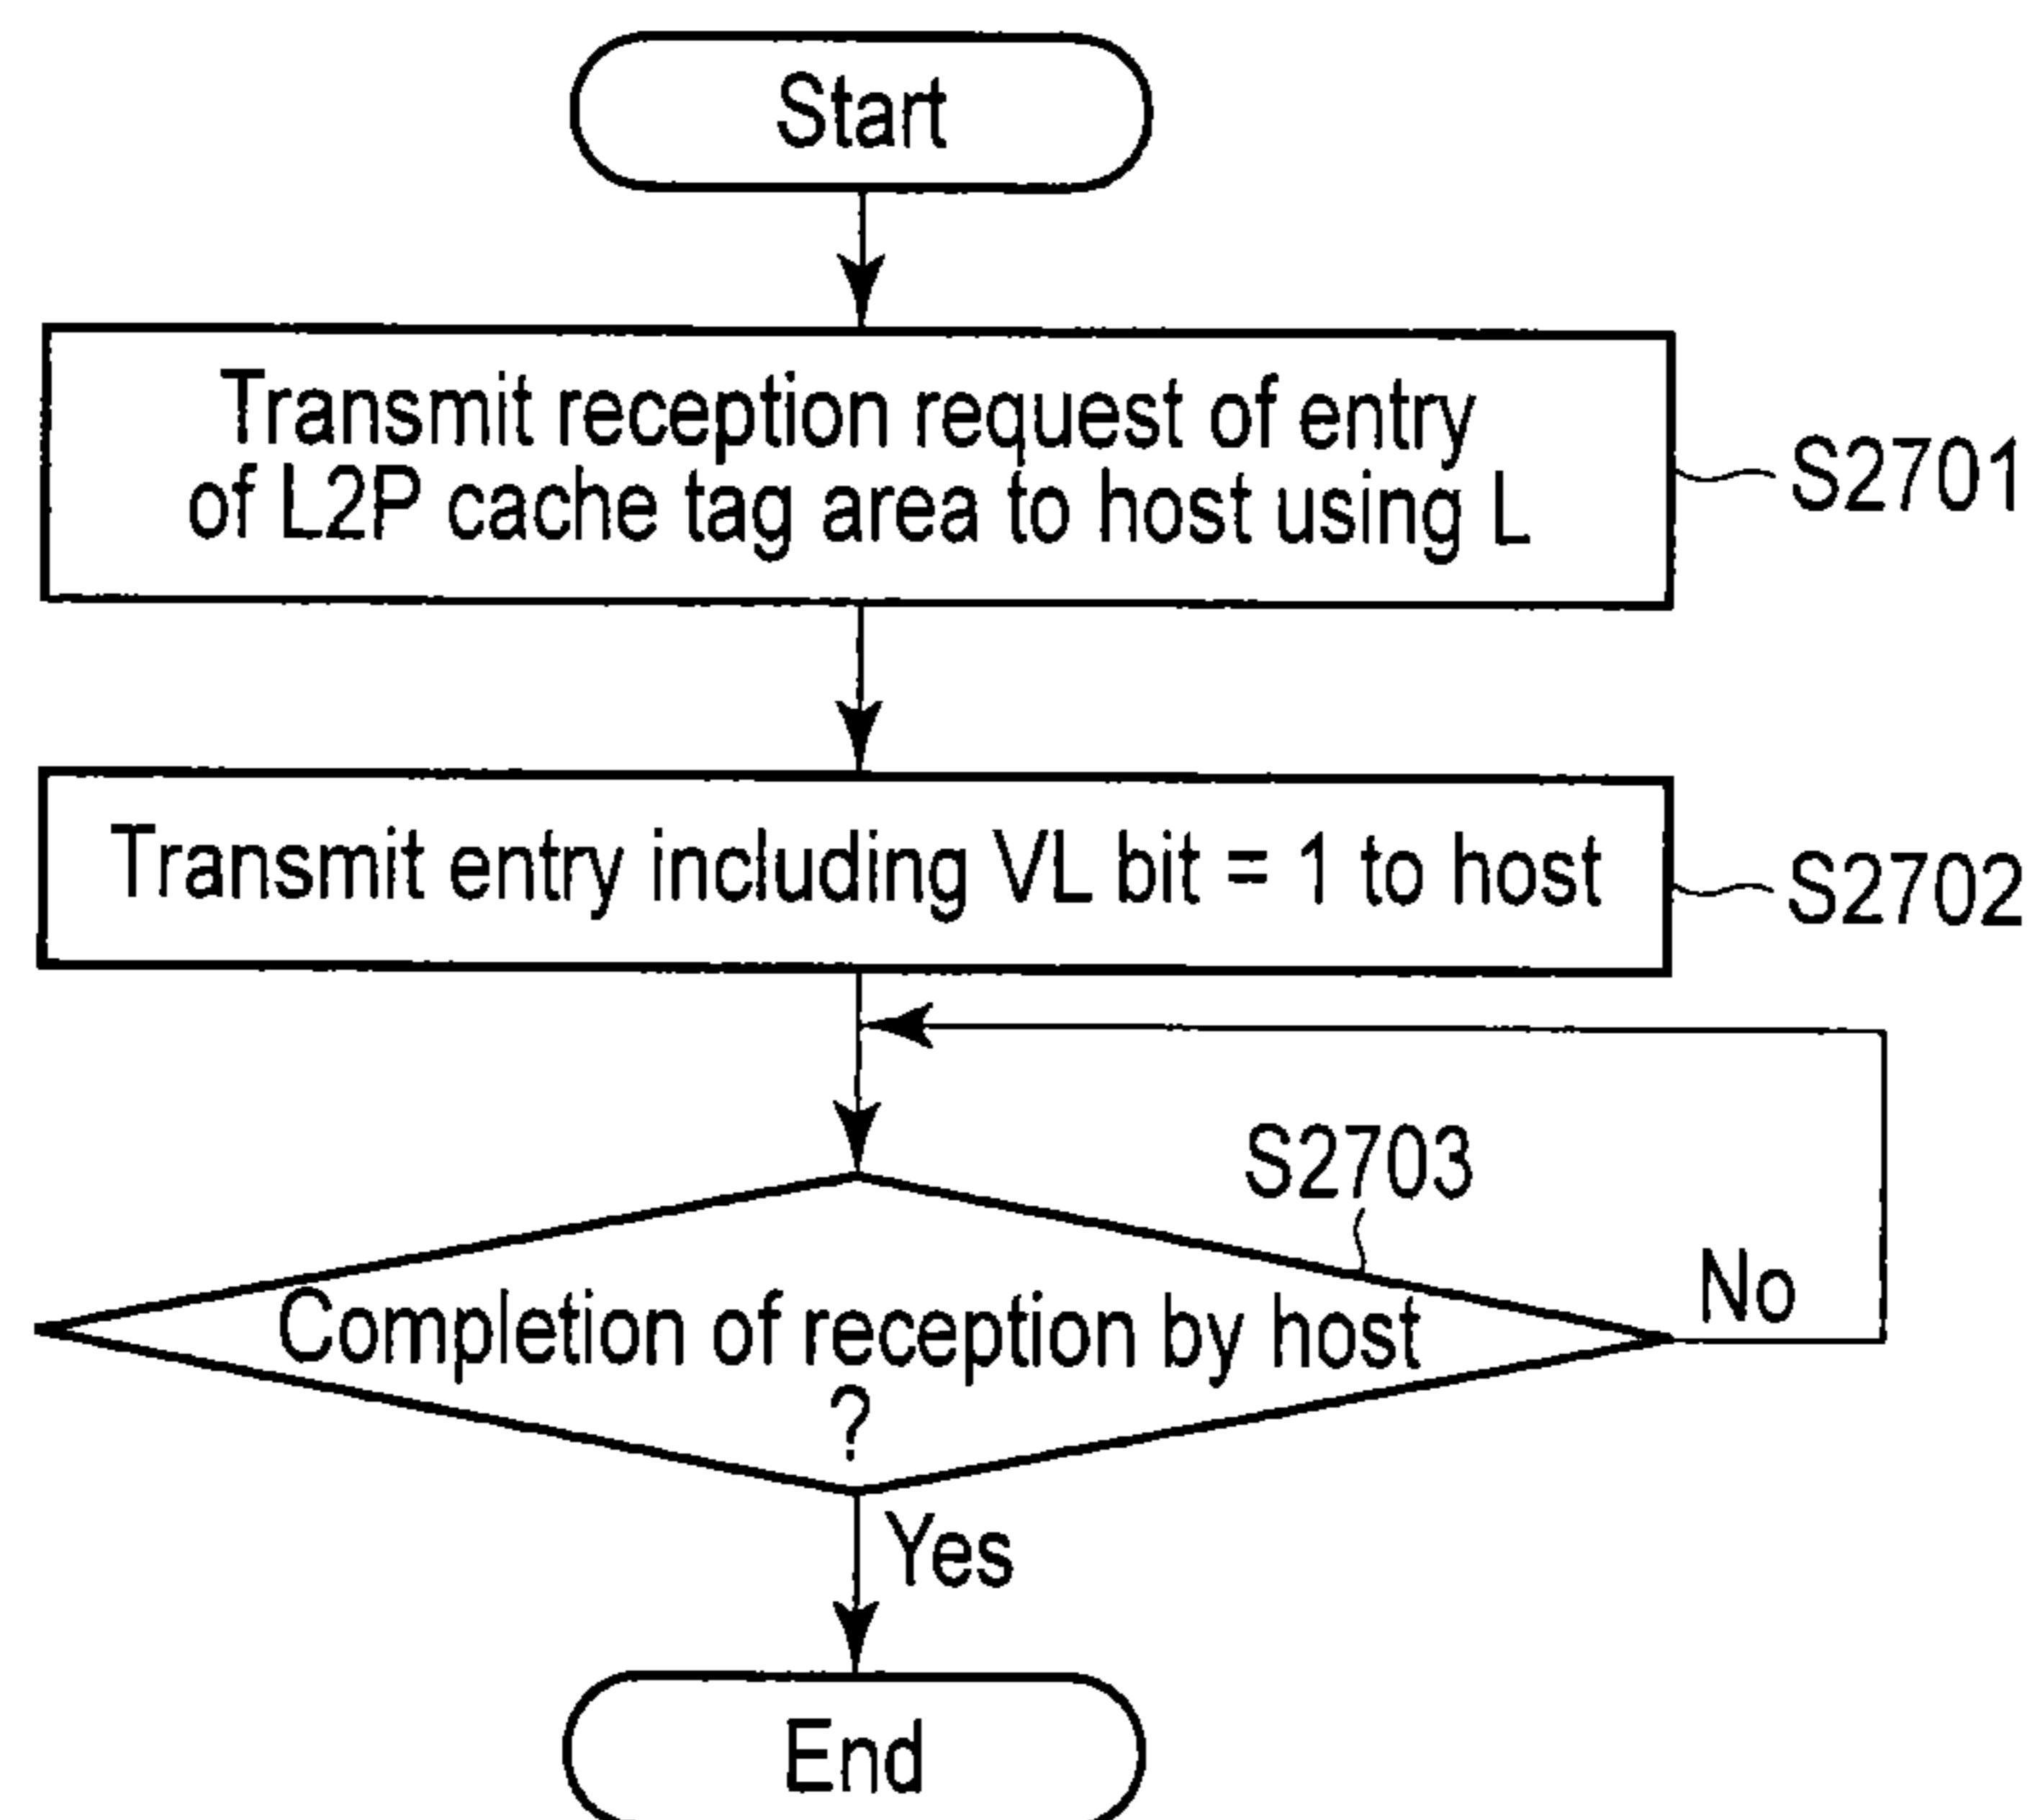 Start
Transmit reception request of entry
of L2P cache tag area to host using L
S2701
Transmit entry including VL bit = 1 to host
S2702
S2703
Completion of reception by host
?
No
Yes
End